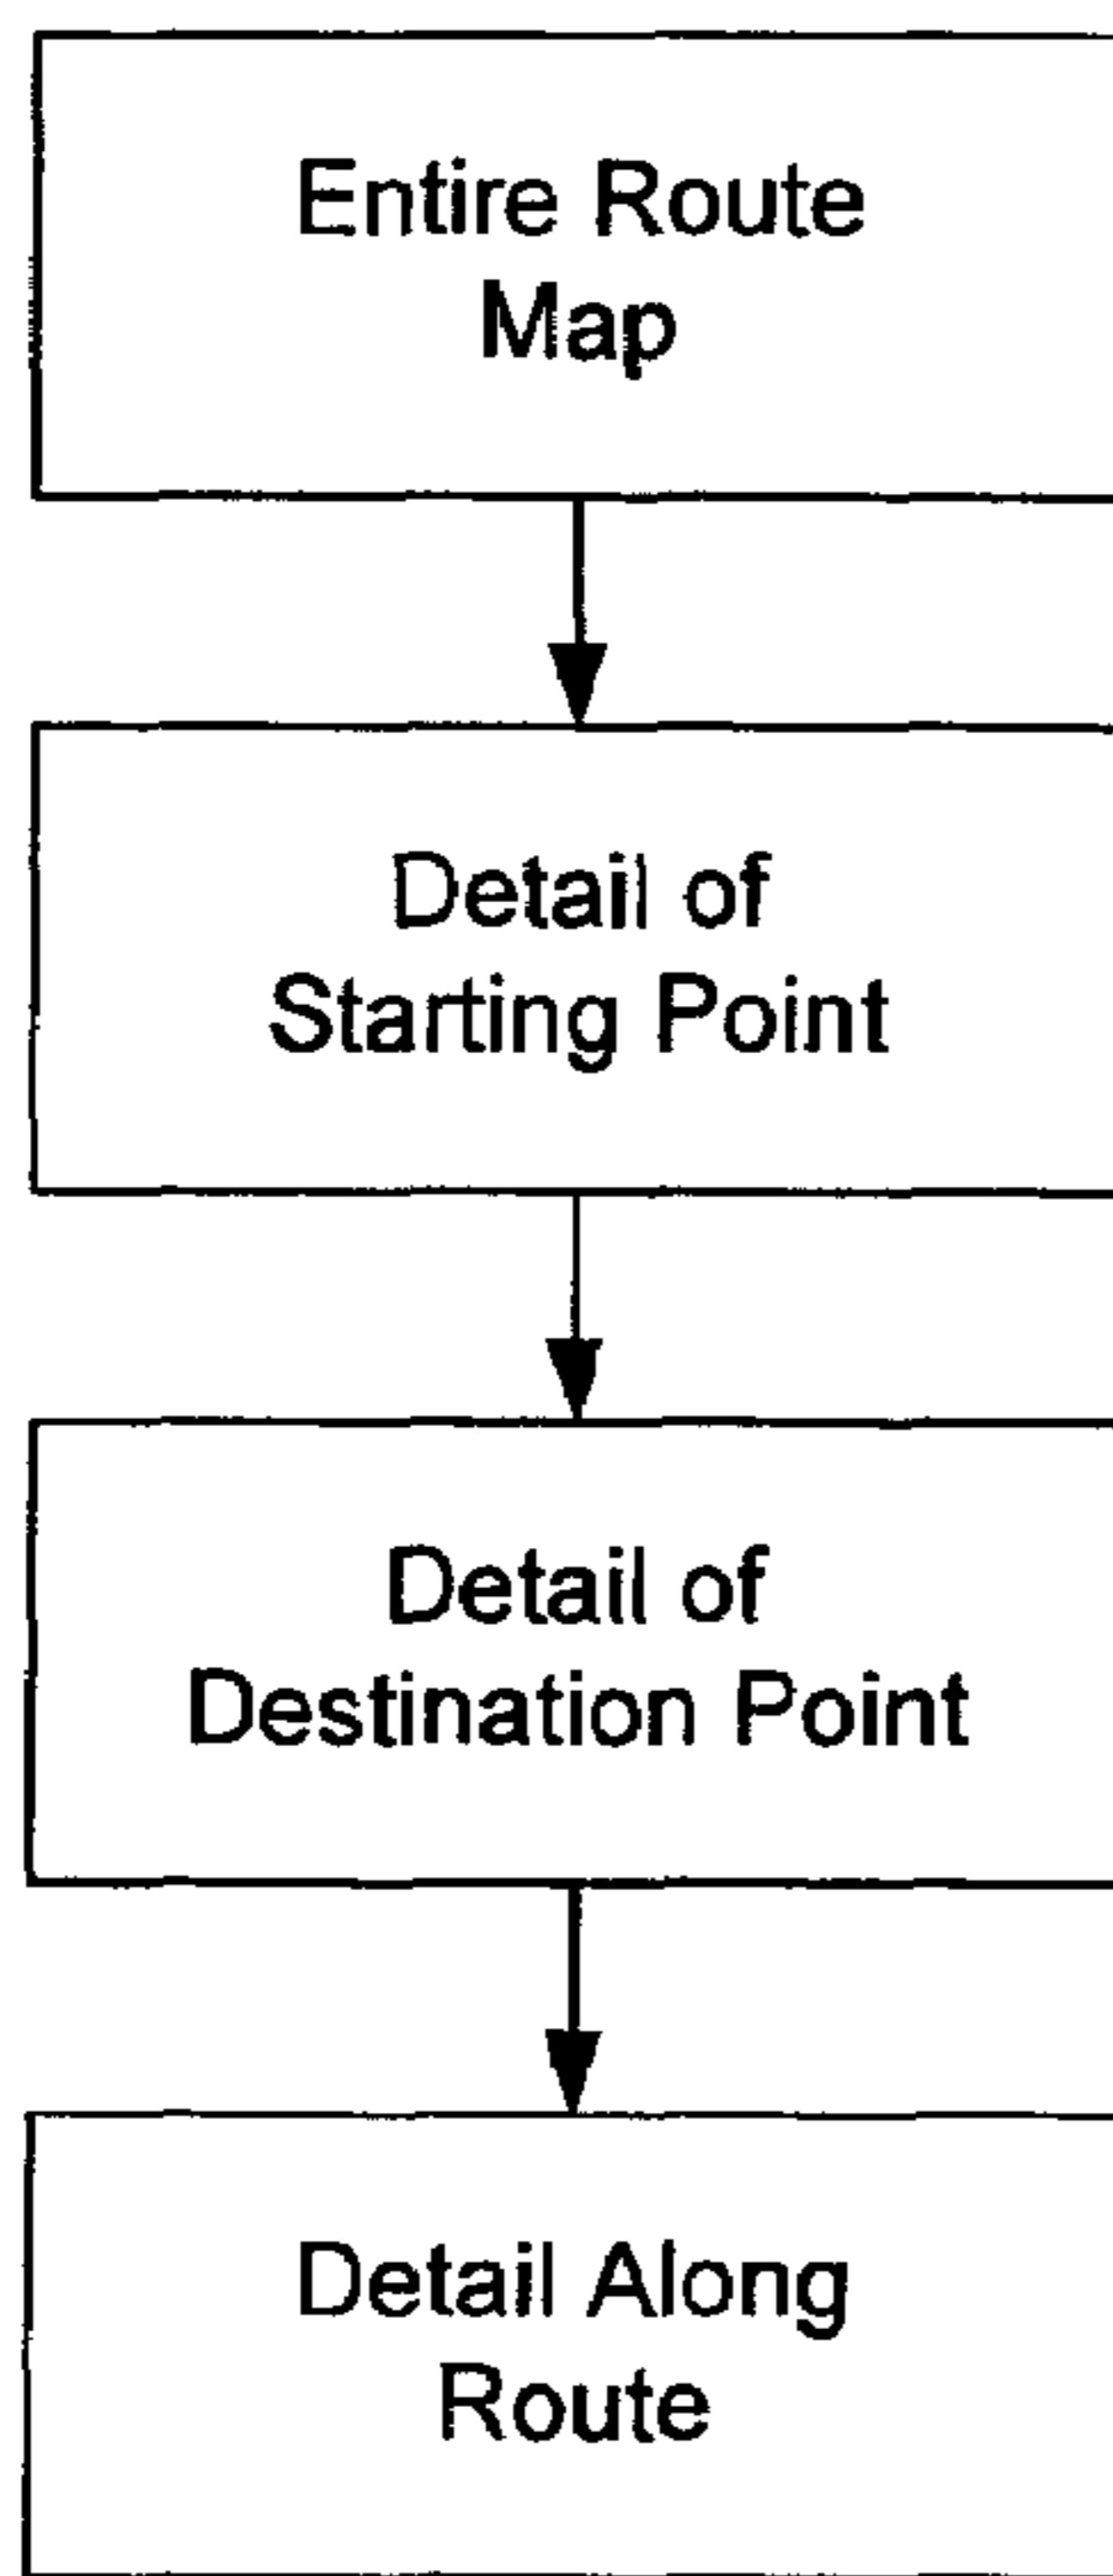 Entire Route
Map
Detail of
Starting Point
Detail of
Destination Point
Detail Along
Route